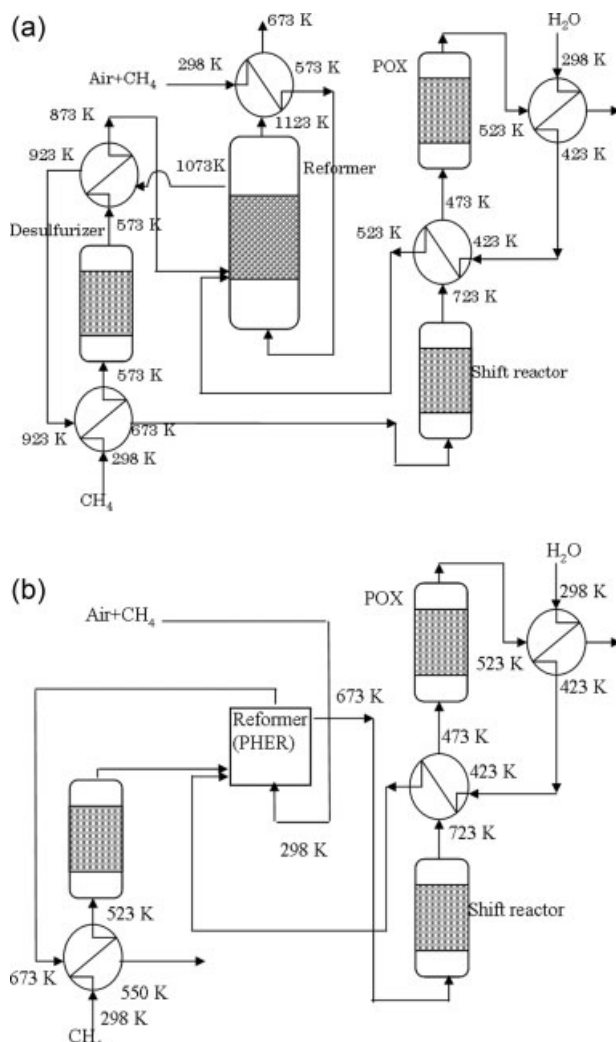 (a)
673 K
H₂O
Air+CH₄
298 K
573 K
POX
298 K
873 K
1123 K
523 K
423 K
923 K
1073K
Reformer
Desulfurizer
573 K
473 K
523 K
423 K
573 K
723 K
Shift reactor
923 K
673 K
298 K
CH₄
(b)
H₂O
POX
298 K
Air+CH₄
673 K
523 K
423 K
Reformer
(PHER)
473 K
423 K
298 K
723 K
523 K
Shift reactor
673 K
550 K
298 K